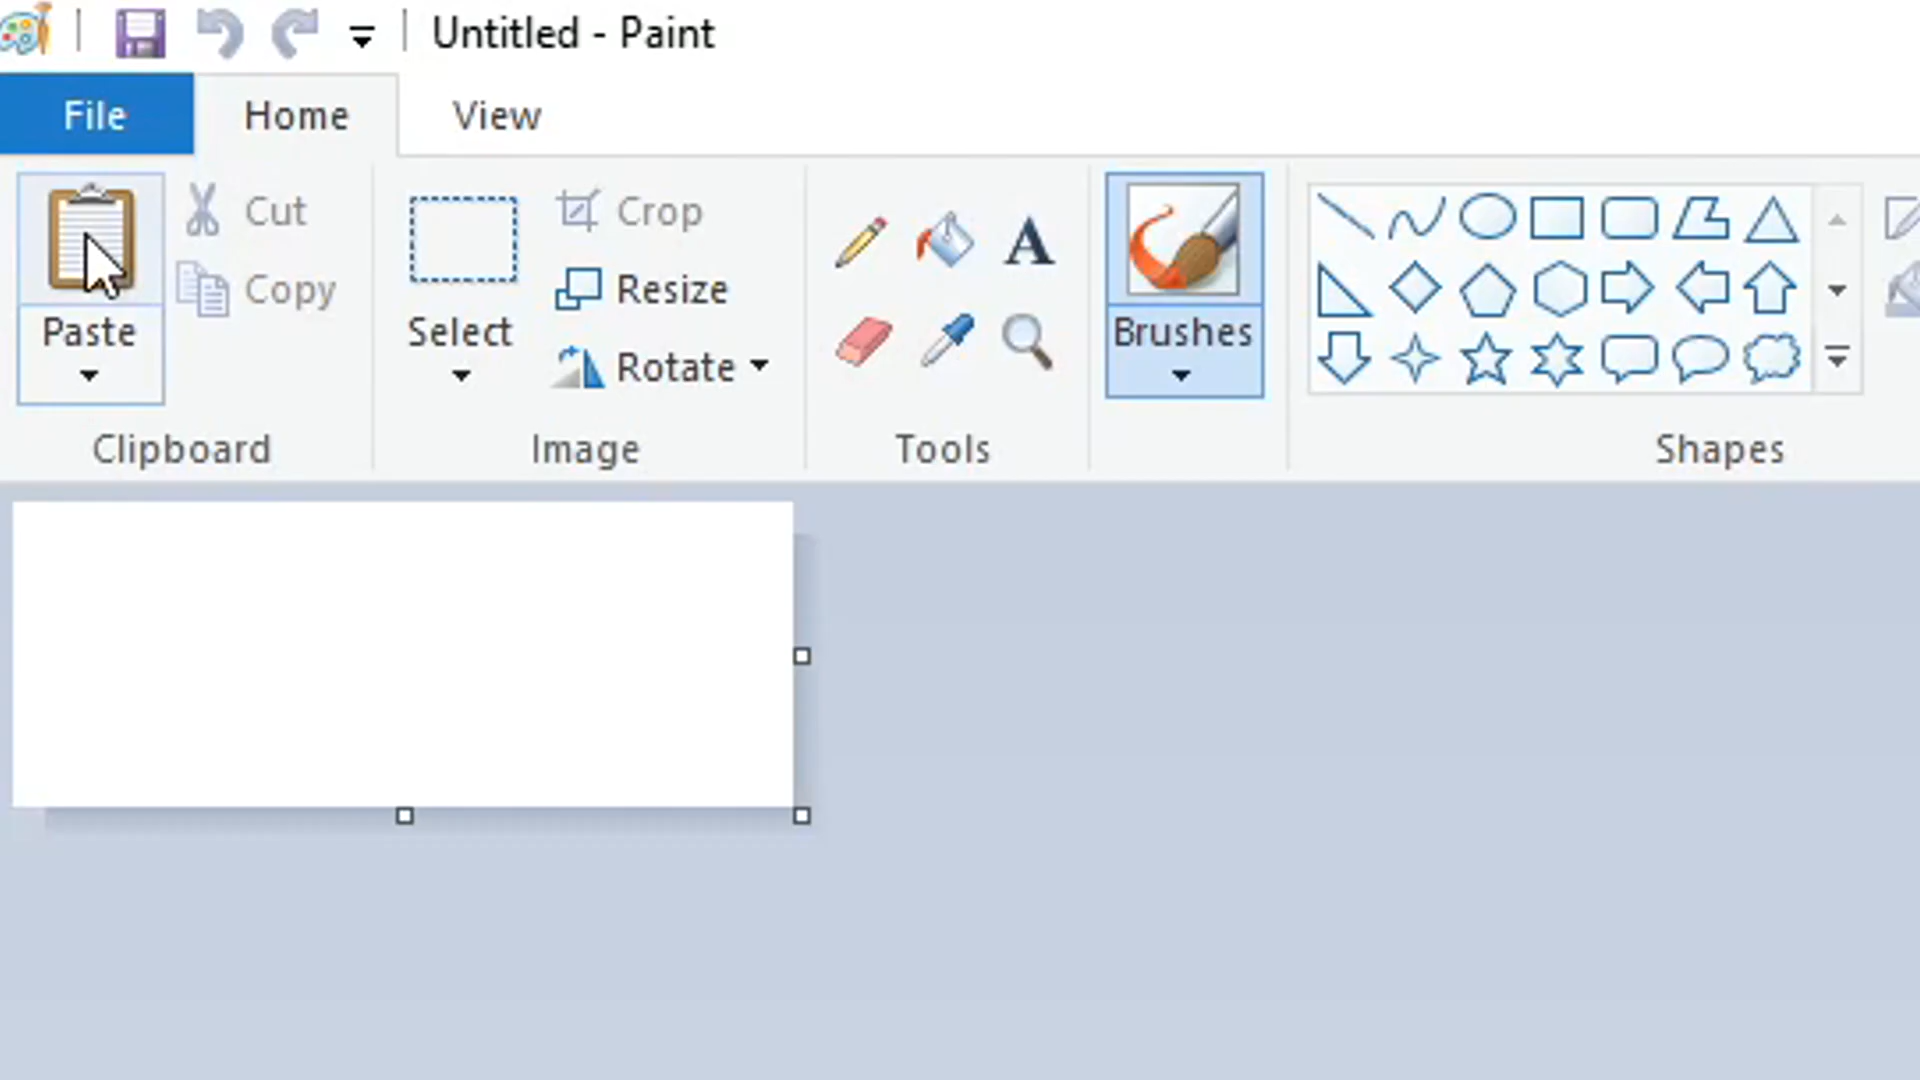 Untitled - Paint
File Home View
Cut
Copy
Paste
Clipboard
Select
Crop
Resize
Rotate
Image
A
Tools
Brushes
Shapes